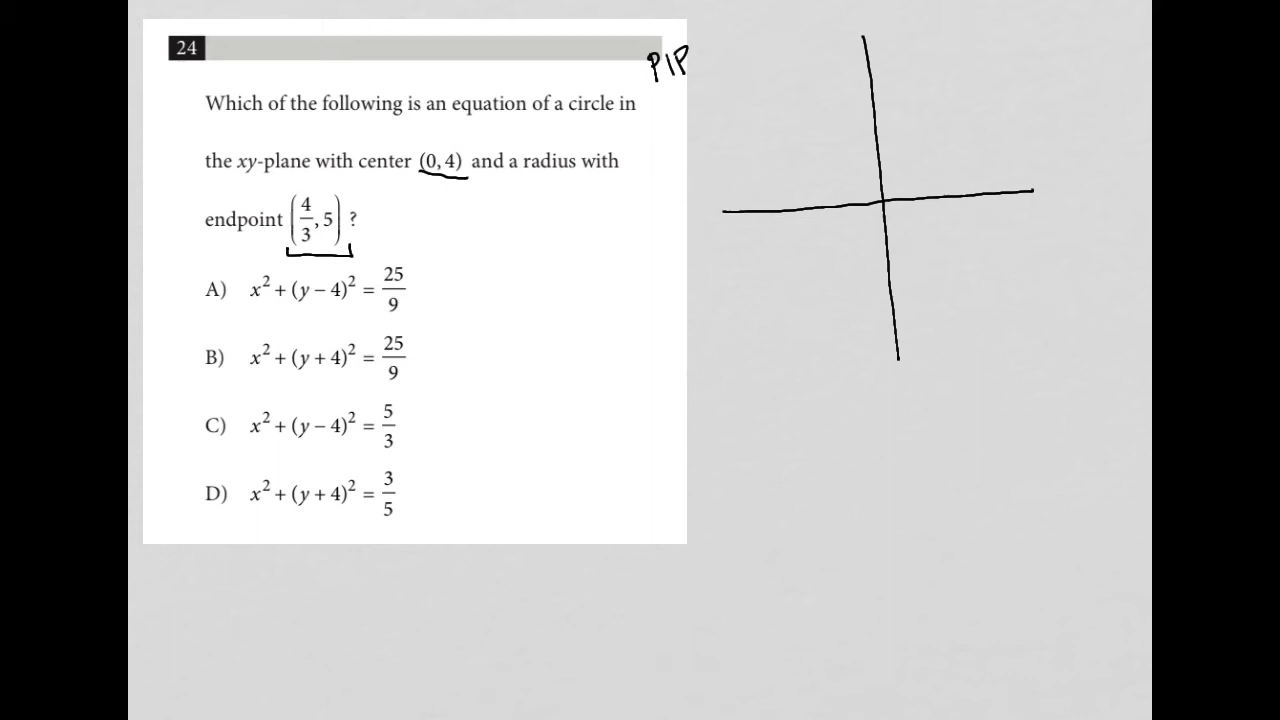 24
PIP
Which of the following is an equation of a circle in
the xy-plane with center (0, 4) and a radius with
endpoint (4/3, 5) ?
A) x² + (y − 4)² = 25/9
B) x² + (y + 4)² = 25/9
C) x² + (y − 4)² = 5/3
D) x² + (y + 4)² = 3/5